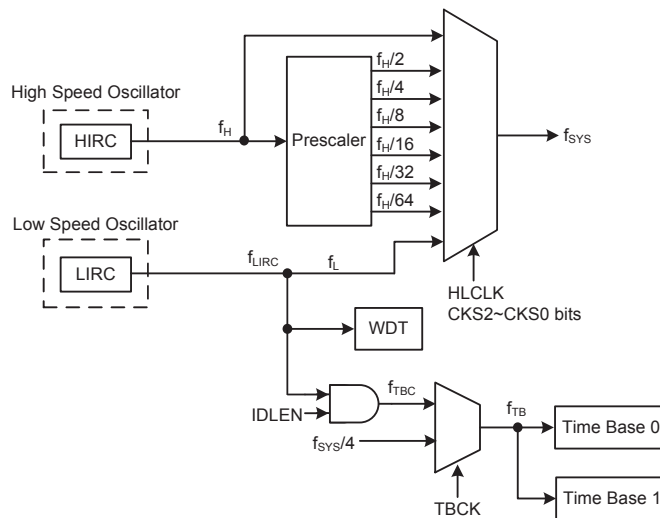 High Speed Oscillator
HIRC
fH
Prescaler
fH/2
fH/4
fH/8
fH/16
fH/32
fH/64
fSYS
Low Speed Oscillator
LIRC
fLIRC
fL
HLCLK
CKS2~CKS0 bits
WDT
IDLEN
fTBC
fSYS/4
TBCK
fTB
Time Base 0
Time Base 1